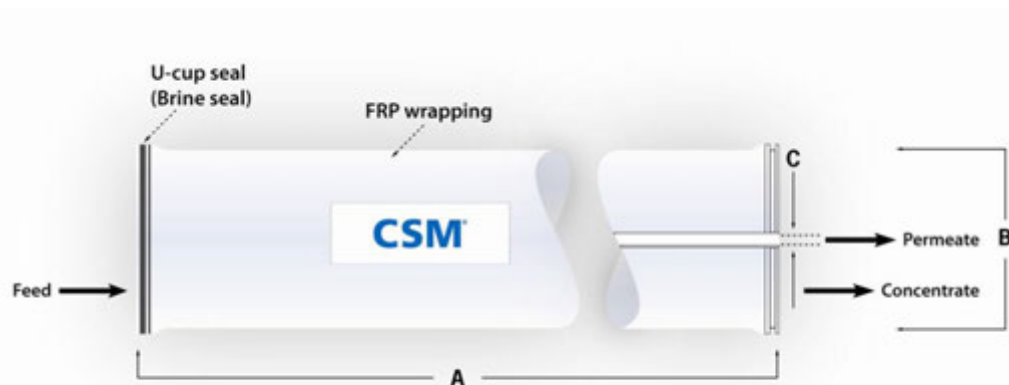 U-cup seal
(Brine seal)
FRP wrapping
C
CSM®
Permeate
B
Feed
Concentrate
A